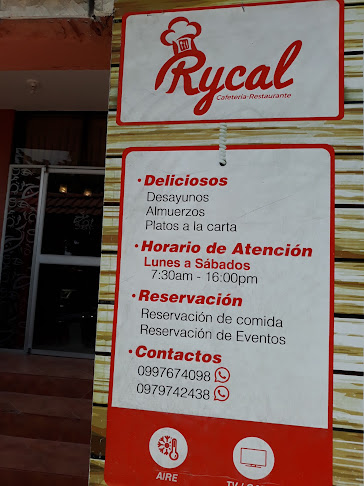 Rycal
Cafetería-Restaurante
• Deliciosos
Desayunos
Almuerzos
Platos a la carta
• Horario de Atención
Lunes a Sábados
7:30am - 16:00pm
• Reservación
Reservación de comida
Reservación de Eventos
• Contactos
0997674098
0979742438
AIRE
TV